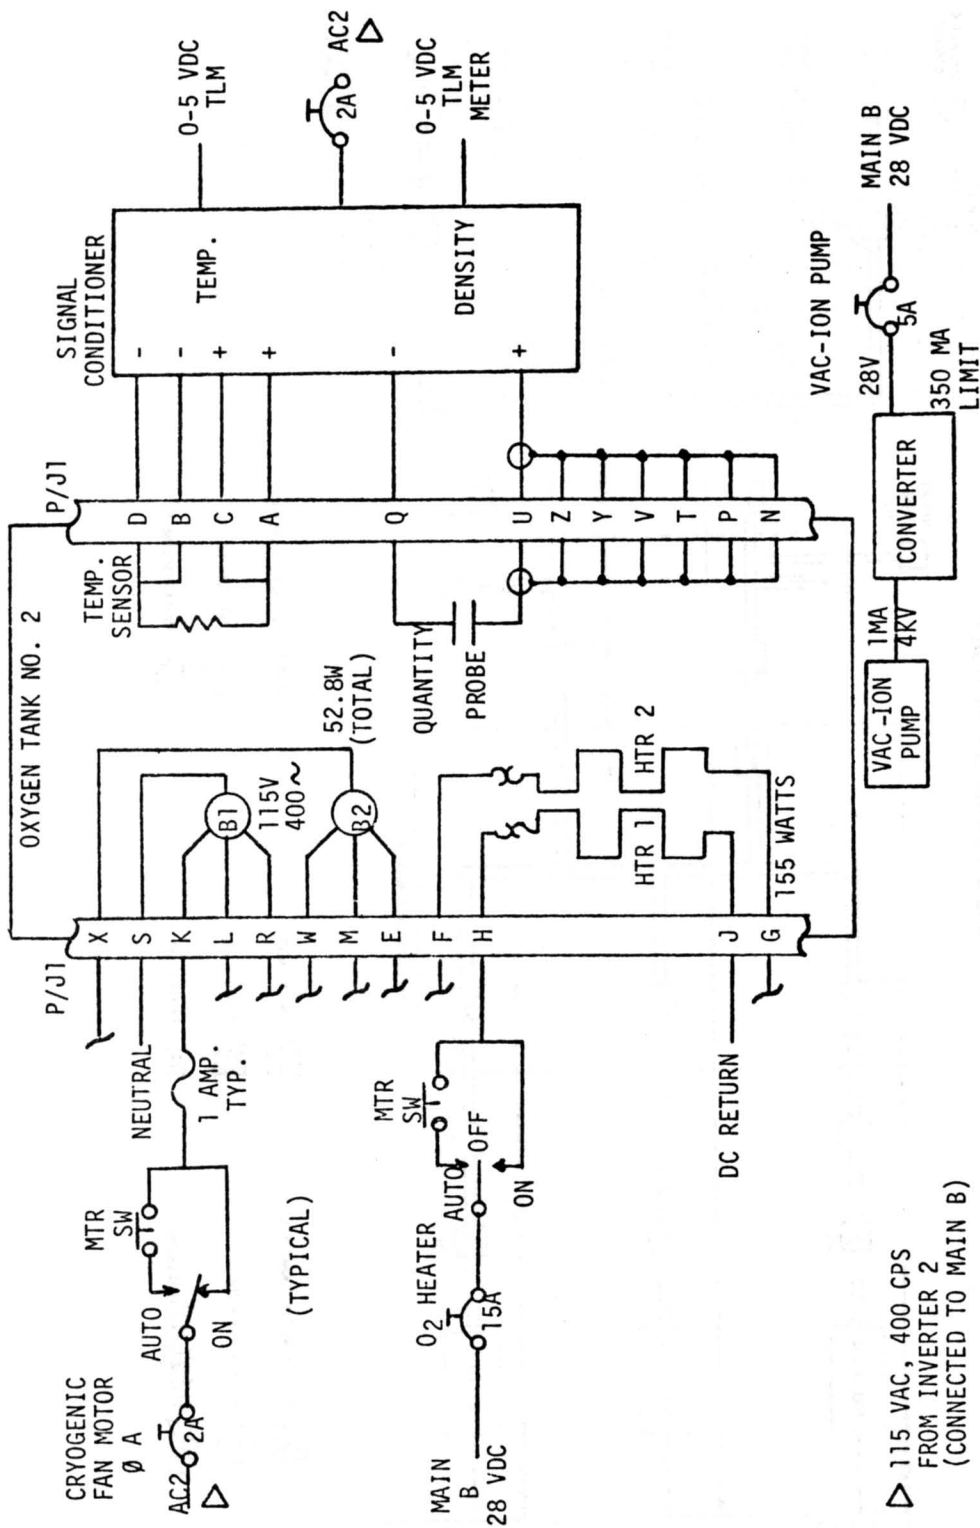 OXYGEN TANK NO. 2
CRYOGENIC
FAN MOTOR
Ø A
AC2
2A
AUTO
ON
MTR
SW
(TYPICAL)
NEUTRAL
1 AMP.
TYP.
P/J1
X
S
K
L
R
W
M
E
F
H
J
G
B1
115V
400~
B2
52.8W
(TOTAL)
MAIN
B
28 VDC
O2 HEATER
15A
AUTO
OFF
ON
MTR
SW
DC RETURN
HTR 1
HTR 2
155 WATTS
TEMP.
SENSOR
QUANTITY
PROBE
P/J1
D
B
C
A
Q
U
Z
Y
V
T
P
N
SIGNAL
CONDITIONER
-
-
+
+
-
+
TEMP.
DENSITY
0-5 VDC
TLM
2A
AC2
0-5 VDC
TLM
METER
VAC-ION PUMP
VAC-ION
PUMP
1MA
4KV
CONVERTER
28V
350 MA
LIMIT
5A
MAIN B
28 VDC
115 VAC, 400 CPS
FROM INVERTER 2
(CONNECTED TO MAIN B)